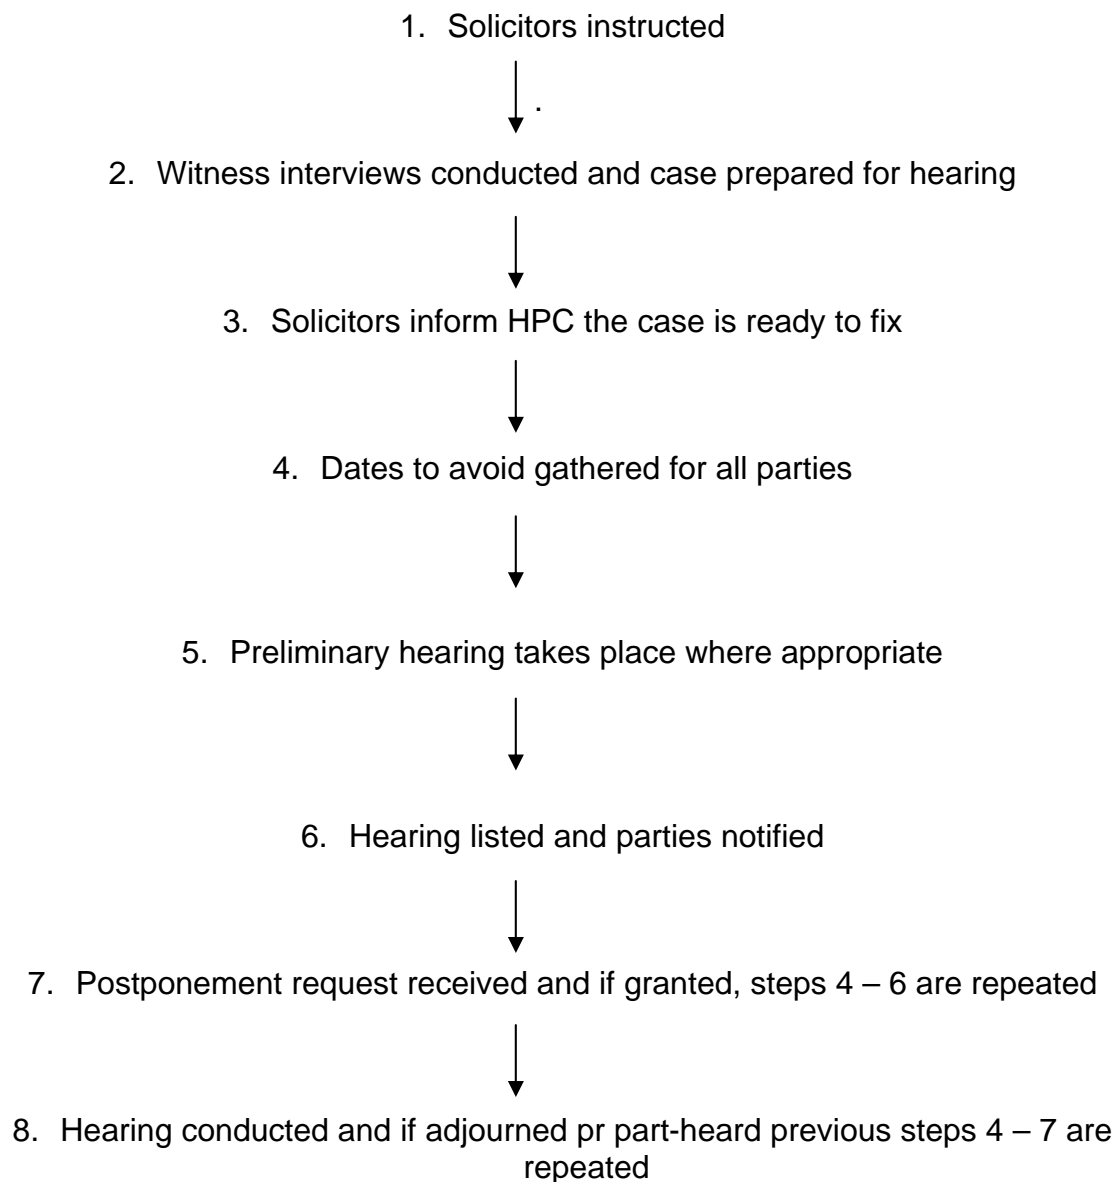 1. Solicitors instructed
.
2. Witness interviews conducted and case prepared for hearing
3. Solicitors inform HPC the case is ready to fix
4. Dates to avoid gathered for all parties
5. Preliminary hearing takes place where appropriate
6. Hearing listed and parties notified
7. Postponement request received and if granted, steps 4 – 6 are repeated
8. Hearing conducted and if adjourned pr part-heard previous steps 4 – 7 are
repeated